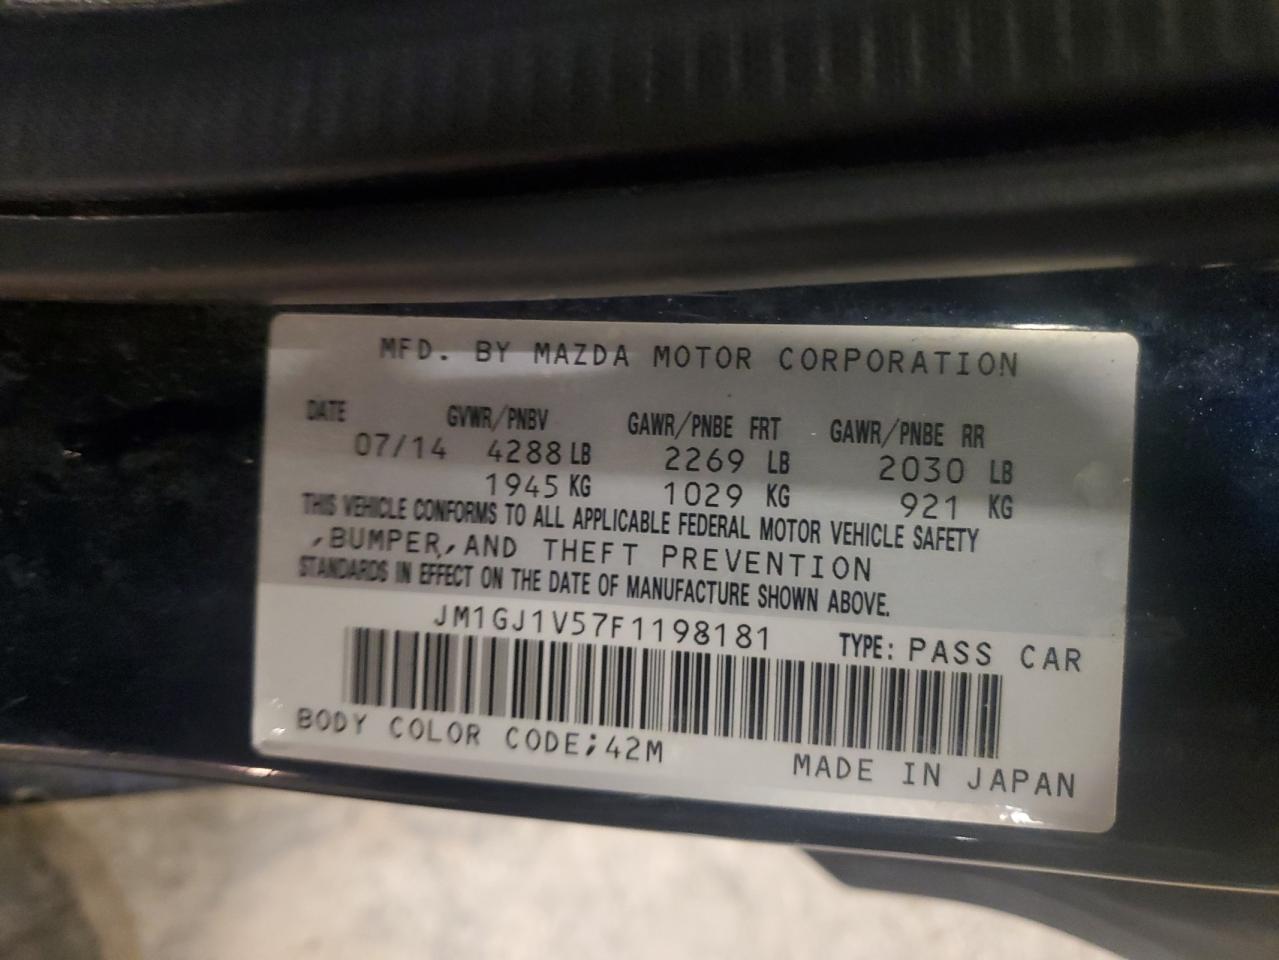 MFD. BY MAZDA MOTOR CORPORATION
DATE GVWR/PNBV GAWR/PNBE FRT GAWR/PNBE RR
07/14 4288 LB 2269 LB 2030 LB
1945 KG 1029 KG 921 KG
THIS VEHICLE CONFORMS TO ALL APPLICABLE FEDERAL MOTOR VEHICLE SAFETY
,BUMPER,AND THEFT PREVENTION
STANDARDS IN EFFECT ON THE DATE OF MANUFACTURE SHOWN ABOVE.
JM1GJ1V57F1198181 TYPE: PASS CAR
BODY COLOR CODE;42M MADE IN JAPAN